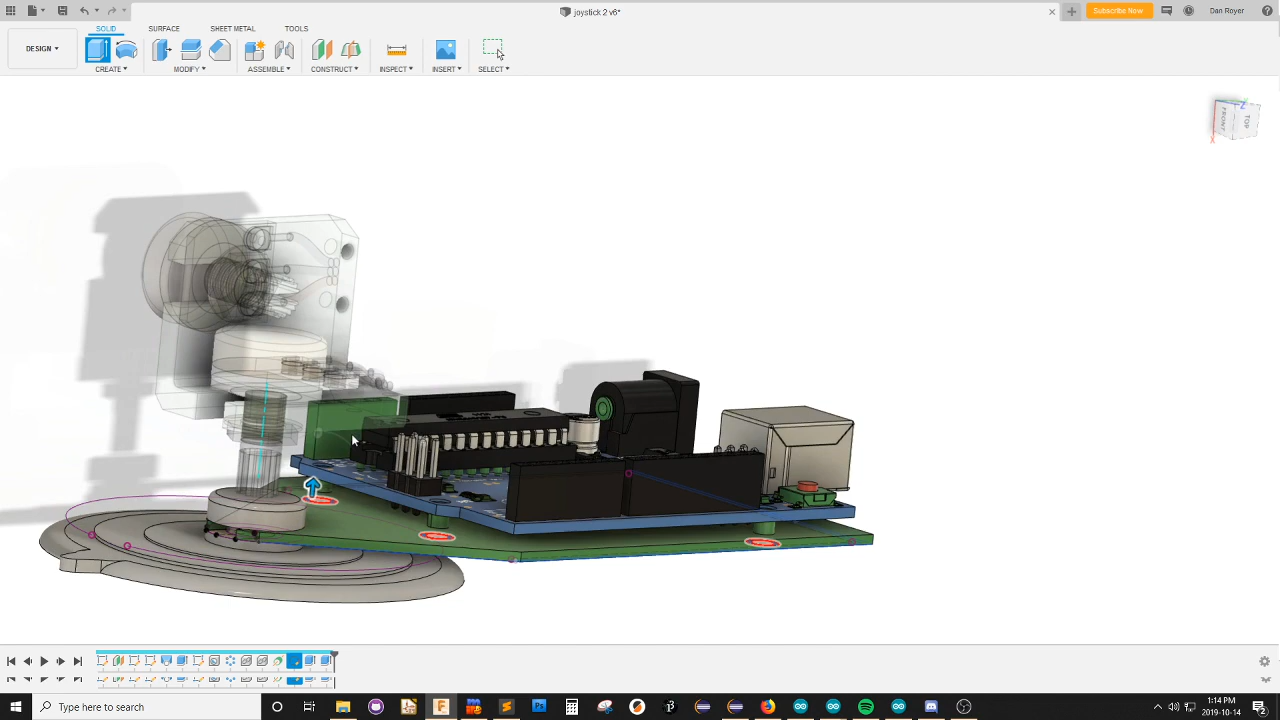 joystick 2 v6*
Subscribe Now
Dan Royer
SOLID SURFACE SHEET METAL TOOLS
DESIGN
CREATE MODIFY ASSEMBLE CONSTRUCT INSPECT INSERT SELECT
FRONT TOP
Z
X
Type here to search
1:14 PM
2019-10-14
2